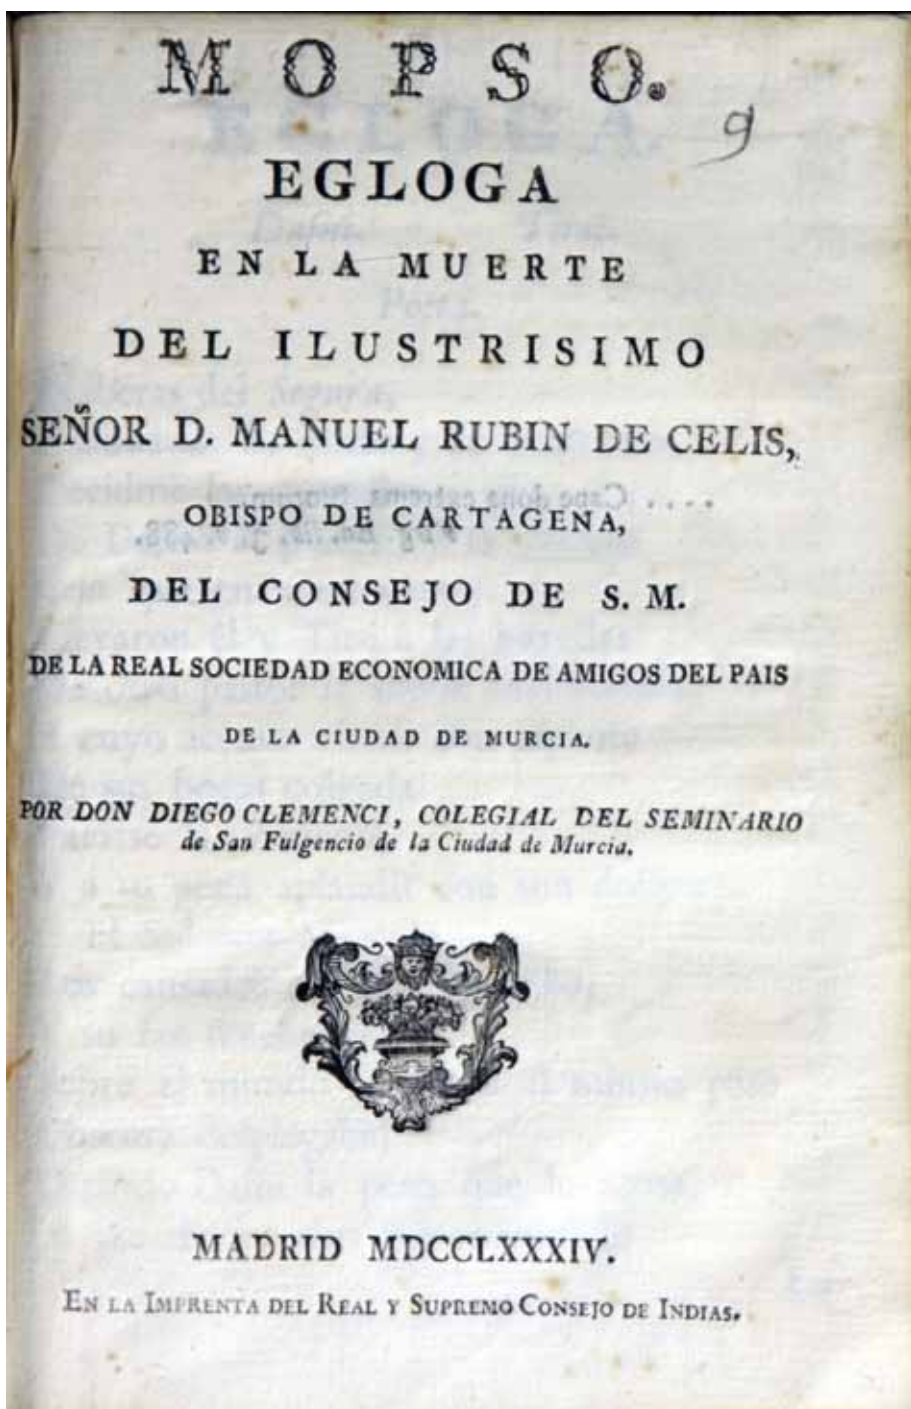 MOPSO.
9
EGLOGA
EN LA MUERTE
DEL ILUSTRISIMO
SEÑOR D. MANUEL RUBIN DE CELIS,
OBISPO DE CARTAGENA,
DEL CONSEJO DE S. M.
DE LA REAL SOCIEDAD ECONOMICA DE AMIGOS DEL PAIS
DE LA CIUDAD DE MURCIA.
POR DON DIEGO CLEMENCI, COLEGIAL DEL SEMINARIO
de San Fulgencio de la Ciudad de Murcia.
MADRID MDCCLXXXIV.
EN LA IMPRENTA DEL REAL Y SUPREMO CONSEJO DE INDIAS.